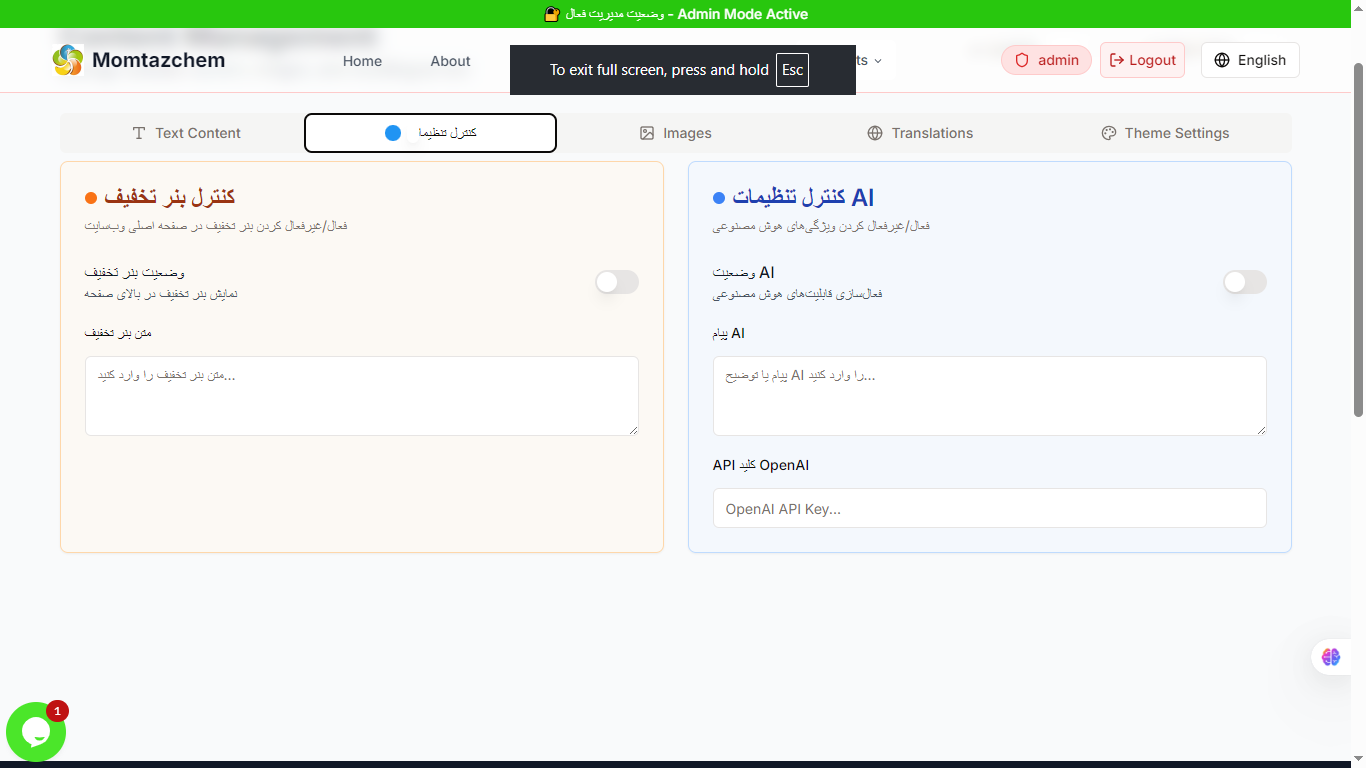 وضعیت مدیریت فعال - Admin Mode Active
Content Management
Momtazchem
Home
About
To exit full screen, press and hold Esc
ts
admin
Logout
English
Text Content
کنترل تنظیما
Images
Translations
Theme Settings
کنترل بنر تخفیف
فعال/غیرفعال کردن بنر تخفیف در صفحه اصلی وب‌سایت
وضعیت بنر تخفیف
نمایش بنر تخفیف در بالای صفحه
متن بنر تخفیف
متن بنر تخفیف را وارد کنید...
کنترل تنظیمات AI
فعال/غیرفعال کردن ویژگی‌های هوش مصنوعی
وضعیت AI
فعال‌سازی قابلیت‌های هوش مصنوعی
پیام AI
پیام یا توضیح AI را وارد کنید...
API کلید OpenAI
OpenAI API Key...
1